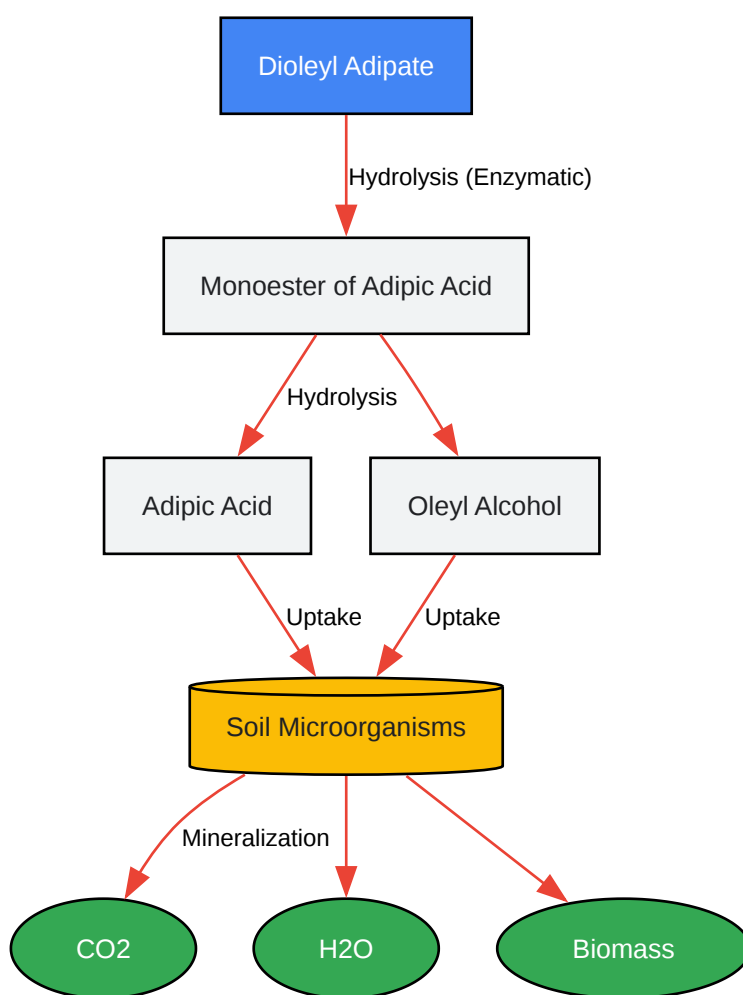 Dioleyl Adipate
Hydrolysis (Enzymatic)
Monoester of Adipic Acid
Hydrolysis
Adipic Acid
Oleyl Alcohol
Uptake
Uptake
Soil Microorganisms
Mineralization
CO2
H2O
Biomass